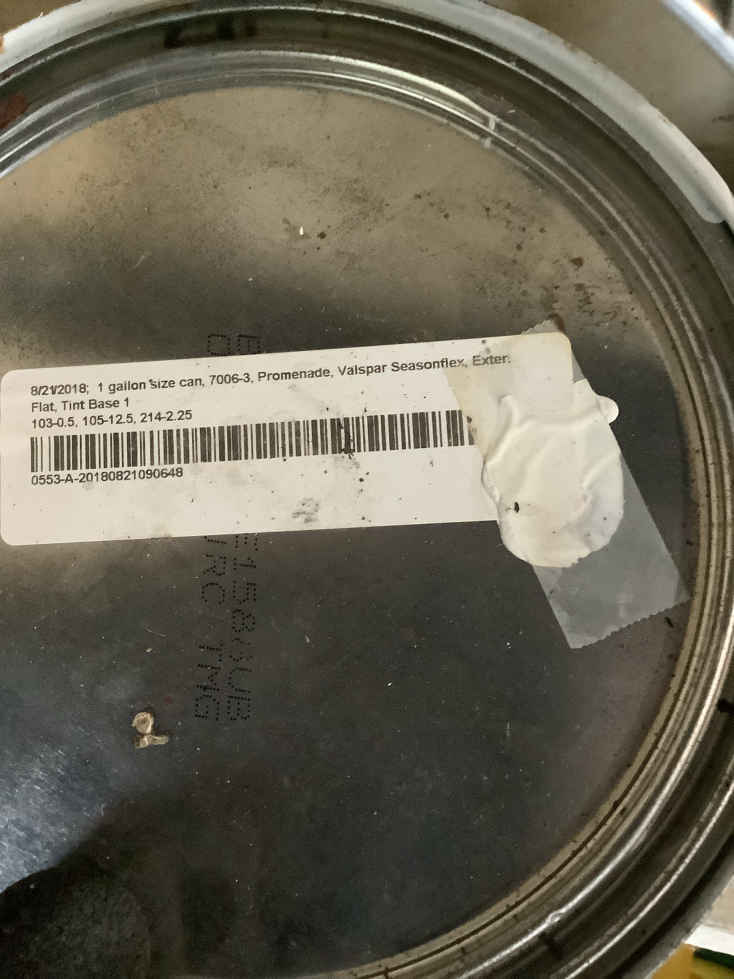 8/21/2018; 1 gallon size can, 7006-3, Promenade, Valspar Seasonflex, Exter.
Flat, Tint Base 1
103-0.5, 105-12.5, 214-2.25
0553-A-20180821090648